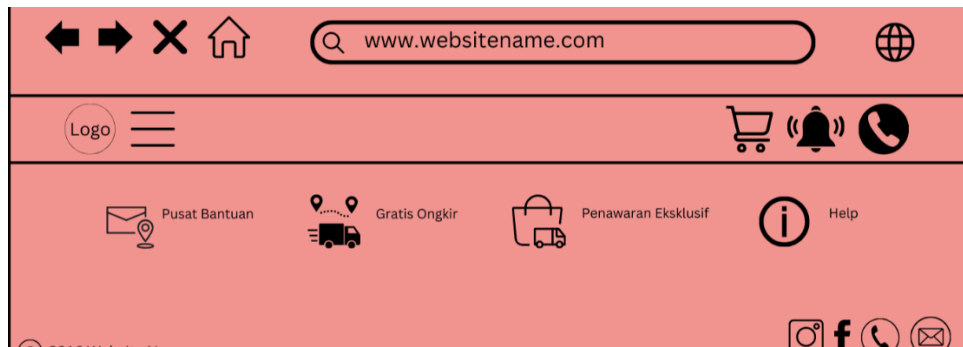 www.websitename.com
Logo
Pusat Bantuan
Gratis Ongkir
Penawaran Eksklusif
Help